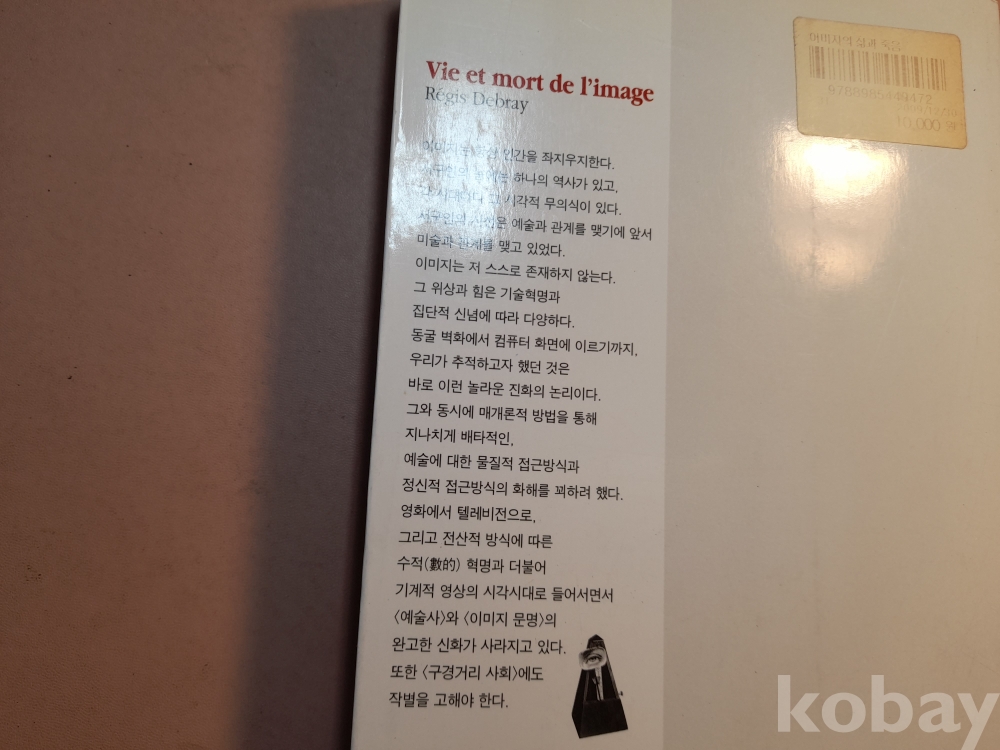 Vie et mort de l'image
Régis Debray
인간을 좌지우지한다.
하나의 역사가 있고,
시각적 무의식이 있다.
예술과 관계를 맺기에 앞서
미술과 관계를 맺고 있었다.
이미지는 저 스스로 존재하지 않는다.
그 위상과 힘은 기술혁명과
집단적 신념에 따라 다양하다.
동굴 벽화에서 컴퓨터 화면에 이르기까지,
우리가 추적하고자 했던 것은
바로 이런 놀라운 진화의 논리이다.
그와 동시에 매개론적 방법을 통해
지나치게 배타적인,
예술에 대한 물질적 접근방식과
정신적 접근방식의 화해를 꾀하려 했다.
영화에서 텔레비전으로,
그리고 전산적 방식에 따른
수적(數的) 혁명과 더불어
기계적 영상의 시각시대로 들어서면서
〈예술사〉와 〈이미지 문명〉의
완고한 신화가 사라지고 있다.
또한 〈구경거리 사회〉에도
작별을 고해야 한다.
이미지의 삶과 죽음
9788985449472
10,000 원
kobay